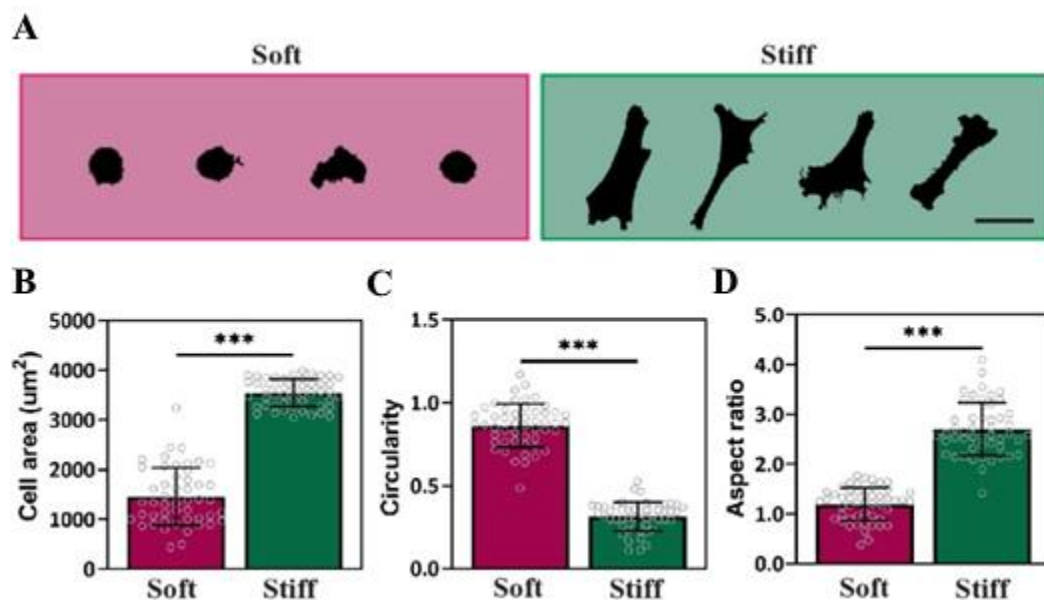 A
Soft
Stiff
B
Cell area (um²)
5000
4000
3000
2000
1000
0
***
Soft
Stiff
C
Circularity
1.5
1.0
0.5
0.0
***
Soft
Stiff
D
Aspect ratio
5.0
4.0
3.0
2.0
1.0
0.0
***
Soft
Stiff